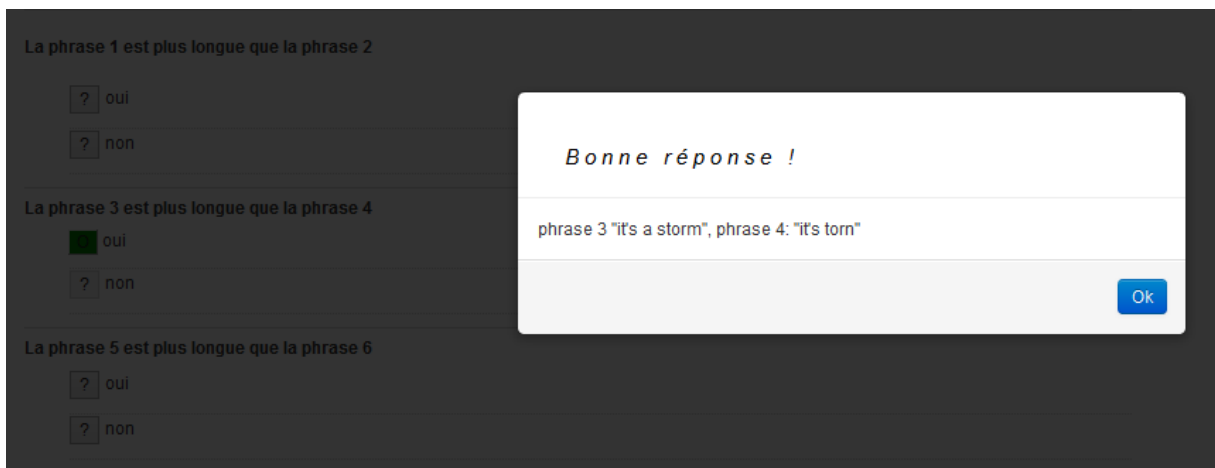 La phrase 1 est plus longue que la phrase 2
? oui
? non
La phrase 3 est plus longue que la phrase 4
oui
? non
La phrase 5 est plus longue que la phrase 6
? oui
? non
Bonne réponse !
phrase 3 "it's a storm", phrase 4: "it's torn"
Ok